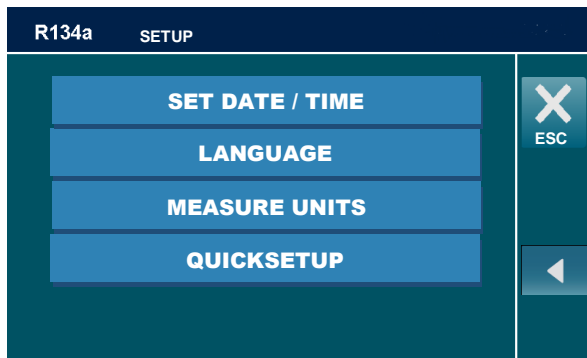 R134a SETUP
SET DATE / TIME
ESC
LANGUAGE
MEASURE UNITS
QUICKSETUP